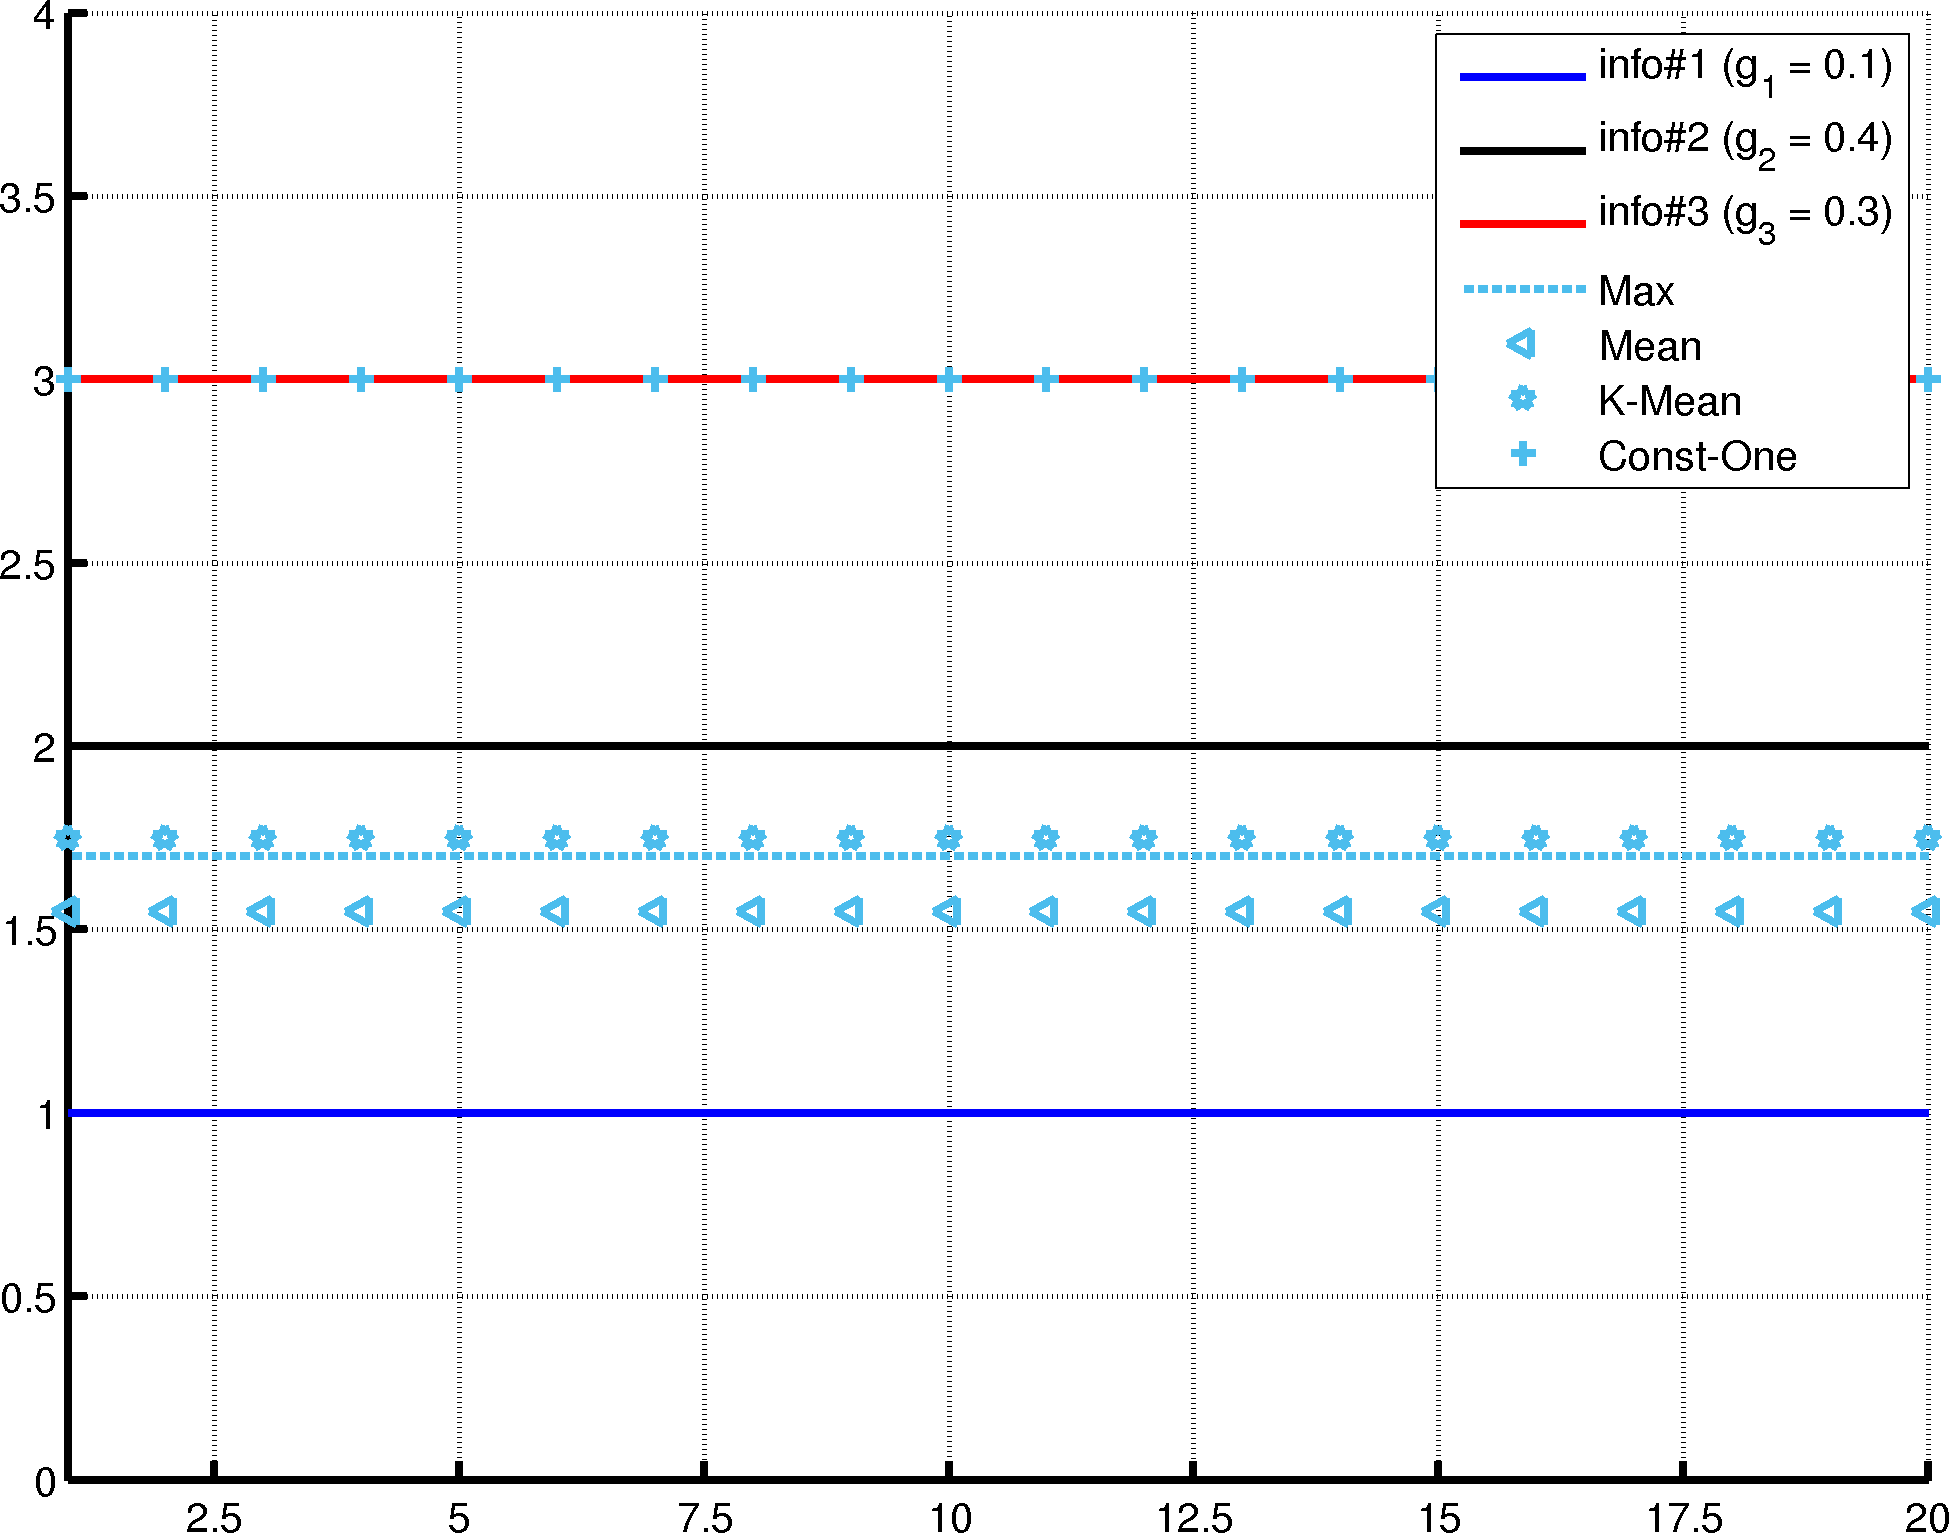 4
3.5
3
2.5
2
1.5
1
0.5
0
2.5 5 7.5 10 12.5 15 17.5 20
info#1 (g1 = 0.1)
info#2 (g2 = 0.4)
info#3 (g3 = 0.3)
Max
Mean
K-Mean
Const-One